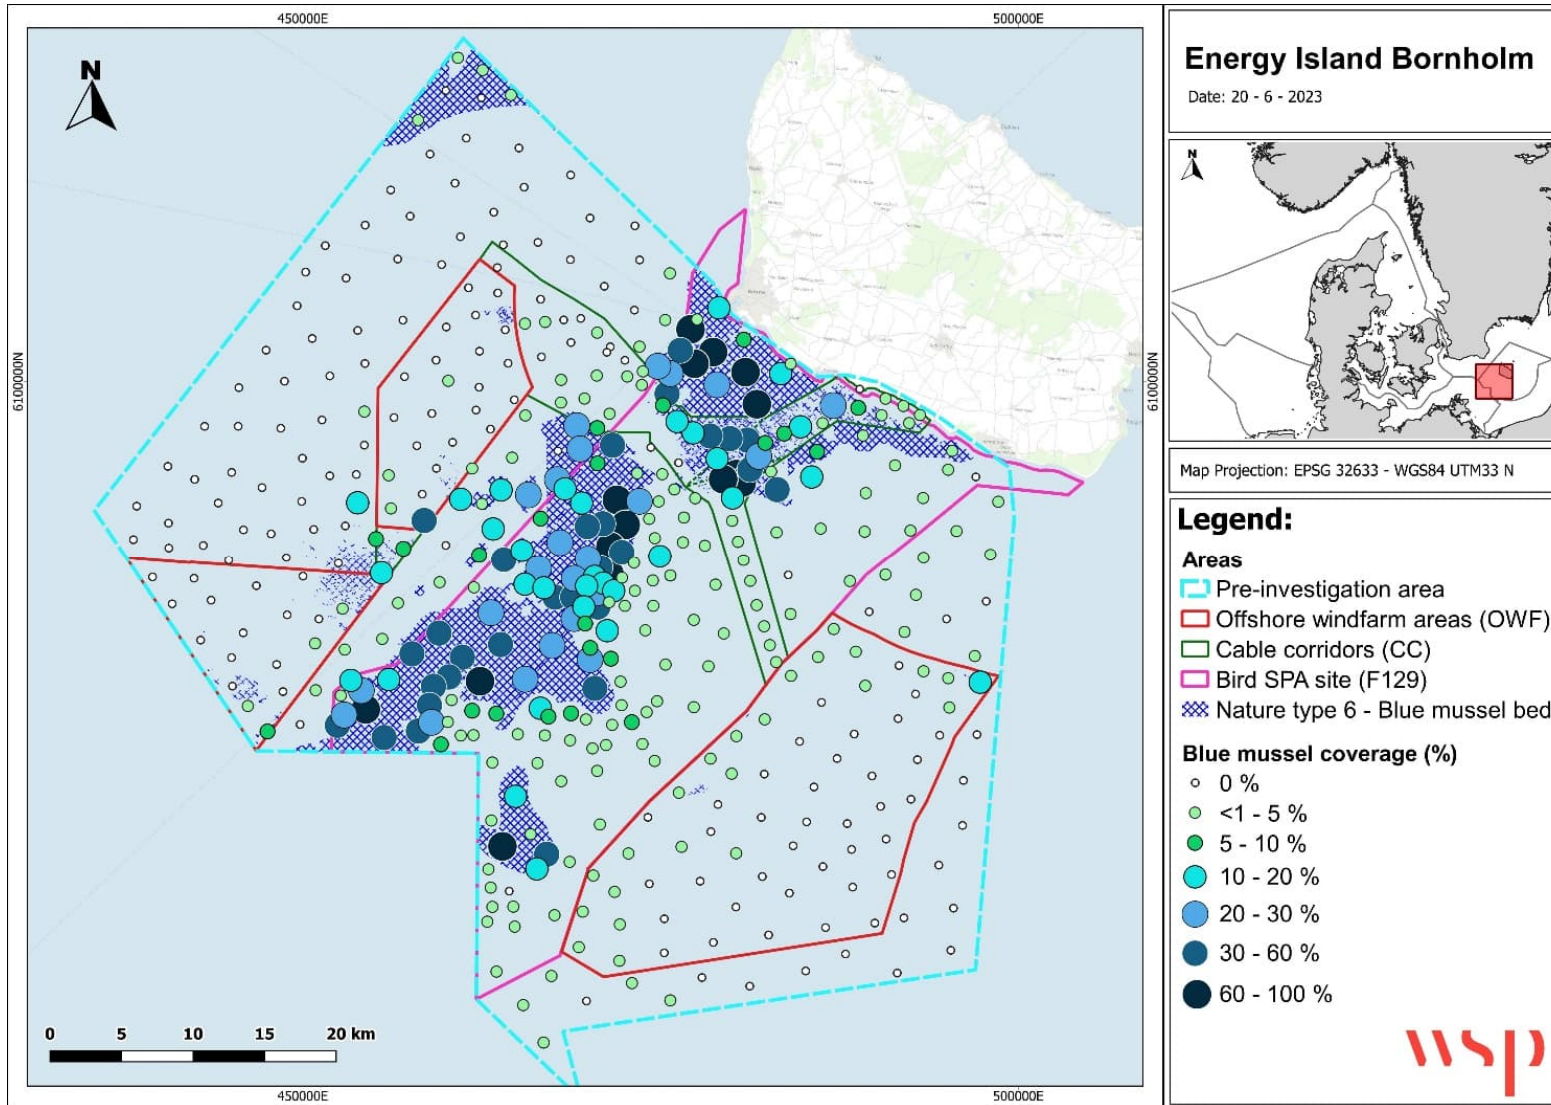 450000E
500000E
N
6100000N
6100000N
0 5 10 15 20 km
450000E
500000E
Energy Island Bornholm
Date: 20 - 6 - 2023
N
Map Projection: EPSG 32633 - WGS84 UTM33 N
Legend:
Areas
Pre-investigation area
Offshore windfarm areas (OWF)
Cable corridors (CC)
Bird SPA site (F129)
Nature type 6 - Blue mussel bed
Blue mussel coverage (%)
0 %
<1 - 5 %
5 - 10 %
10 - 20 %
20 - 30 %
30 - 60 %
60 - 100 %
wsp